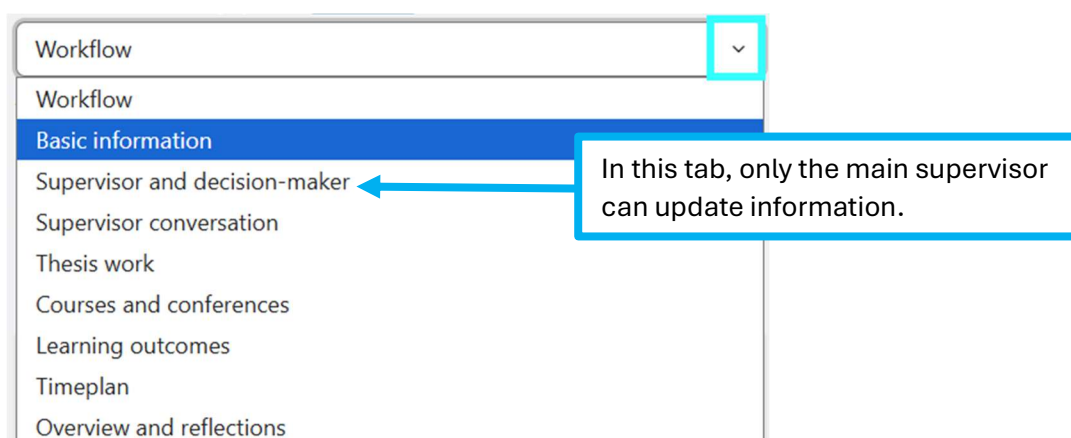 Workflow
Workflow
Basic information
In this tab, only the main supervisor
can update information.
Supervisor and decision-maker
Supervisor conversation
Thesis work
Courses and conferences
Learning outcomes
Timeplan
Overview and reflections